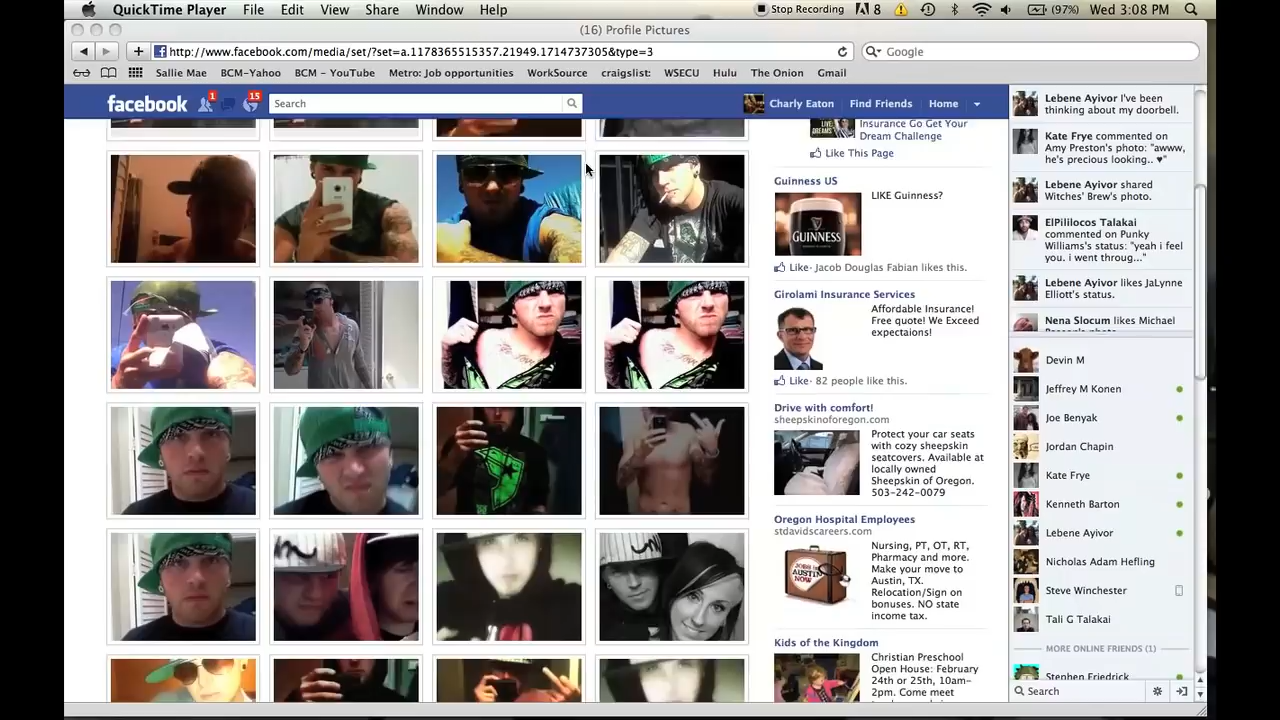 QuickTime Player File Edit View Share Window Help
Stop Recording 8 (97%) Wed 3:08 PM
(16) Profile Pictures
http://www.facebook.com/media/set/?set=a.1178365515357.21949.1714737305&type=3
Google
Sallie Mae BCM-Yahoo BCM - YouTube Metro: Job opportunities WorkSource craigslist: WSECU Hulu The Onion Gmail
facebook 1 15 Search Charly Eaton Find Friends Home
Insurance Go Get Your
Dream Challenge
Like This Page
Guinness US
LIKE Guinness?
GUINNESS
Like · Jacob Douglas Fabian likes this.
Girolami Insurance Services
Affordable Insurance!
Free quote! We Exceed
expectaions!
Like · 82 people like this.
Drive with comfort!
sheepskinoforegon.com
Protect your car seats
with cozy sheepskin
seatcovers. Available at
locally owned
Sheepskin of Oregon.
503-242-0079
Oregon Hospital Employees
stdavidscareers.com
Nursing, PT, OT, RT,
Pharmacy and more.
Make your move to
Austin, TX.
Relocation/Sign on
bonuses. NO state
income tax.
Kids of the Kingdom
Christian Preschool
Open House: February
24th or 25th, 10am-
2pm. Come meet
Lebene Ayivor I've been
thinking about my doorbell.
Kate Frye commented on
Amy Preston's photo: "awww,
he's precious looking.. ♥"
Lebene Ayivor shared
Witches' Brew's photo.
ElPililocos Talakai
commented on Punky
Williams's status: "yeah i feel
you. i went throug..."
Lebene Ayivor likes JaLynne
Elliott's status.
Nena Slocum likes Michael
Devin M
Jeffrey M Konen
Joe Benyak
Jordan Chapin
Kate Frye
Kenneth Barton
Lebene Ayivor
Nicholas Adam Hefling
Steve Winchester
Tali G Talakai
MORE ONLINE FRIENDS (1)
Stephen Friedrick
Search